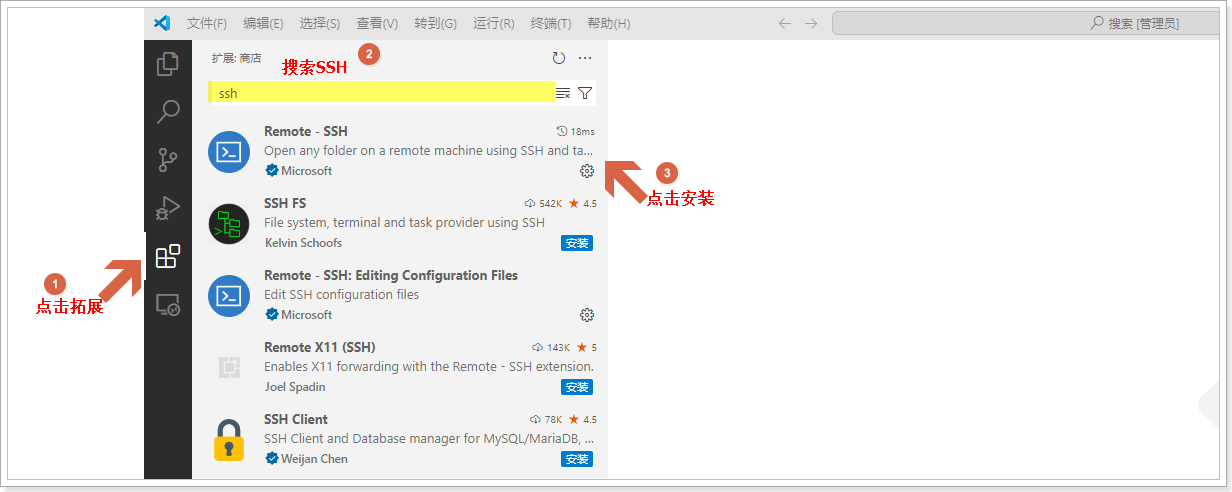 文件(F) 编辑(E) 选择(S) 查看(V) 转到(G) 运行(R) 终端(T) 帮助(H) 搜索 [管理员]
扩展: 商店
搜索SSH
2
ssh
Remote - SSH 18ms
Open any folder on a remote machine using SSH and ta...
Microsoft
3
点击安装
SSH FS 542K 4.5
File system, terminal and task provider using SSH
Kelvin Schoofs 安装
Remote - SSH: Editing Configuration Files
Edit SSH configuration files
Microsoft
1
点击拓展
Remote X11 (SSH) 143K 5
Enables X11 forwarding with the Remote - SSH extension.
Joel Spadin 安装
SSH Client 78K 4.5
SSH Client and Database manager for MySQL/MariaDB, ...
Weijan Chen 安装